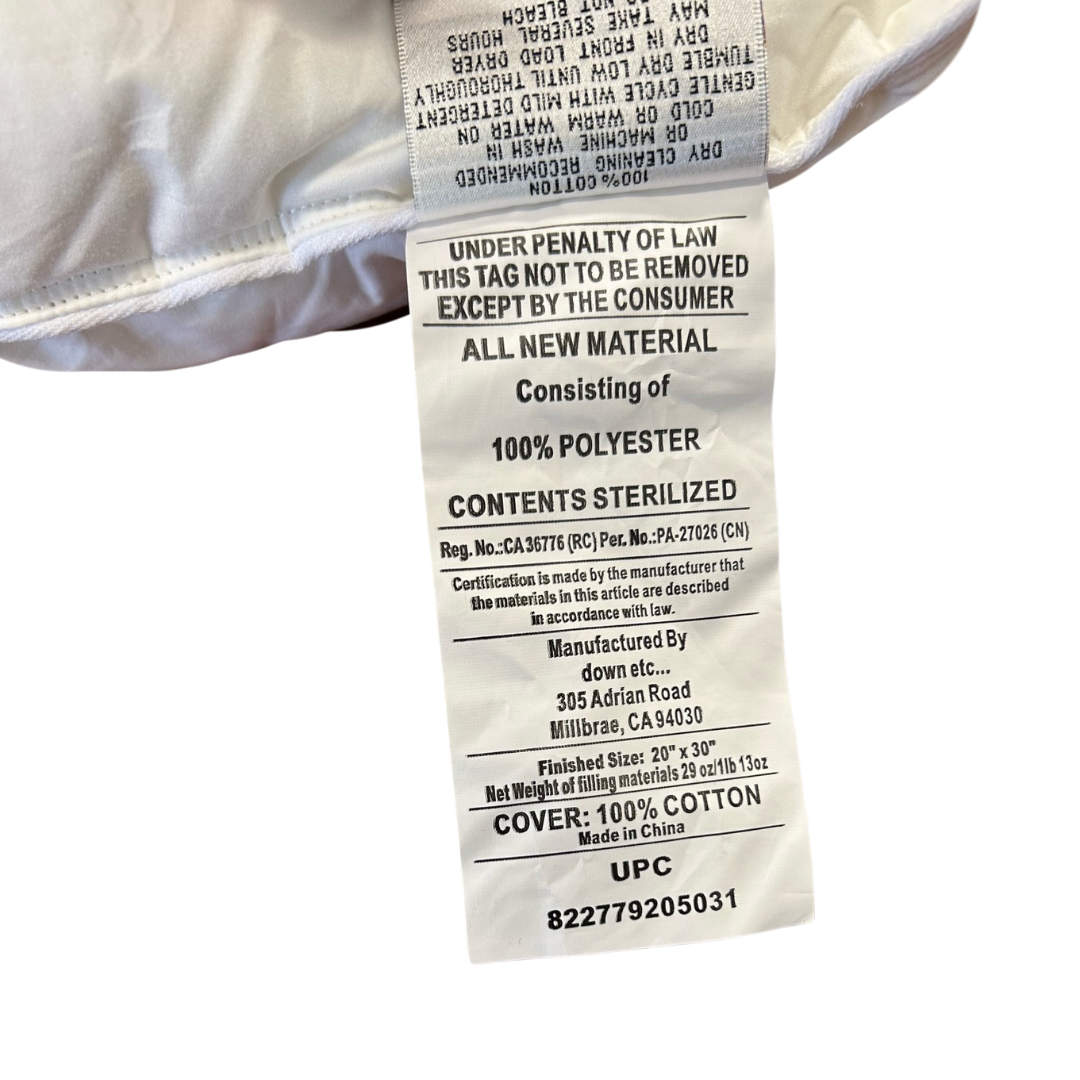 100% COTTON
DRY CLEANING RECOMMENDED
OR MACHINE WASH IN
COLD OR WARM WATER ON
GENTLE CYCLE WITH MILD DETERGENT
TUMBLE DRY LOW UNTIL THOROUGHLY
DRY IN FRONT LOAD DRYER
MAY TAKE SEVERAL HOURS
DO NOT BLEACH
UNDER PENALTY OF LAW
THIS TAG NOT TO BE REMOVED
EXCEPT BY THE CONSUMER
ALL NEW MATERIAL
Consisting of
100% POLYESTER
CONTENTS STERILIZED
Reg. No.:CA36776 (RC) Per. No.:PA-27026 (CN)
Certification is made by the manufacturer that
the materials in this article are described
in accordance with law.
Manufactured By
down etc...
305 Adrian Road
Millbrae, CA 94030
Finished Size: 20" x 30"
Net Weight of filling materials 29 oz/1lb 13oz
COVER: 100% COTTON
Made in China
UPC
822779205031